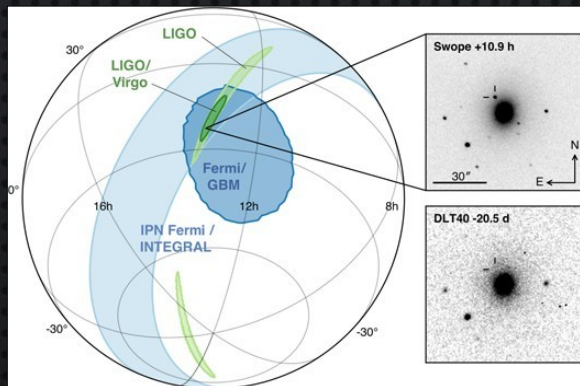 LIGO
30°
LIGO/
Virgo
Fermi/
GBM
16h
12h
8h
IPN Fermi /
INTEGRAL
-30°
-30°
Swope +10.9 h
N
30"
E
DLT40 -20.5 d